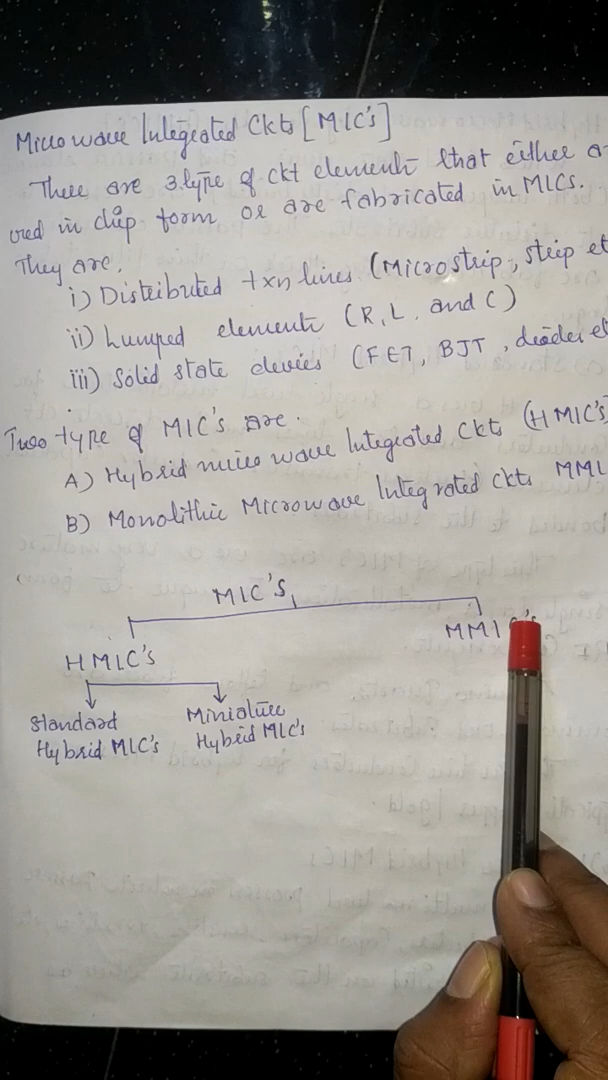 Microwave Integrated Ckts [MIC's]
There are 3 type of ckt elements that either a
in chip form or are fabricated in MICs.
They are,
i) Distributed txn lines (Microstrip, strip et
ii) Lumped elements (R, L, and C)
iii) Solid state devices (FET, BJT, diodes et
Two type of MIC's are.
A) Hybrid micro wave Integrated Ckts (HMIC's)
B) Monolithic Microwave Integrated Ckts MMI
MIC's
HMIC's
MMIC's
Standard Hybrid MIC's
Miniature Hybrid MIC's